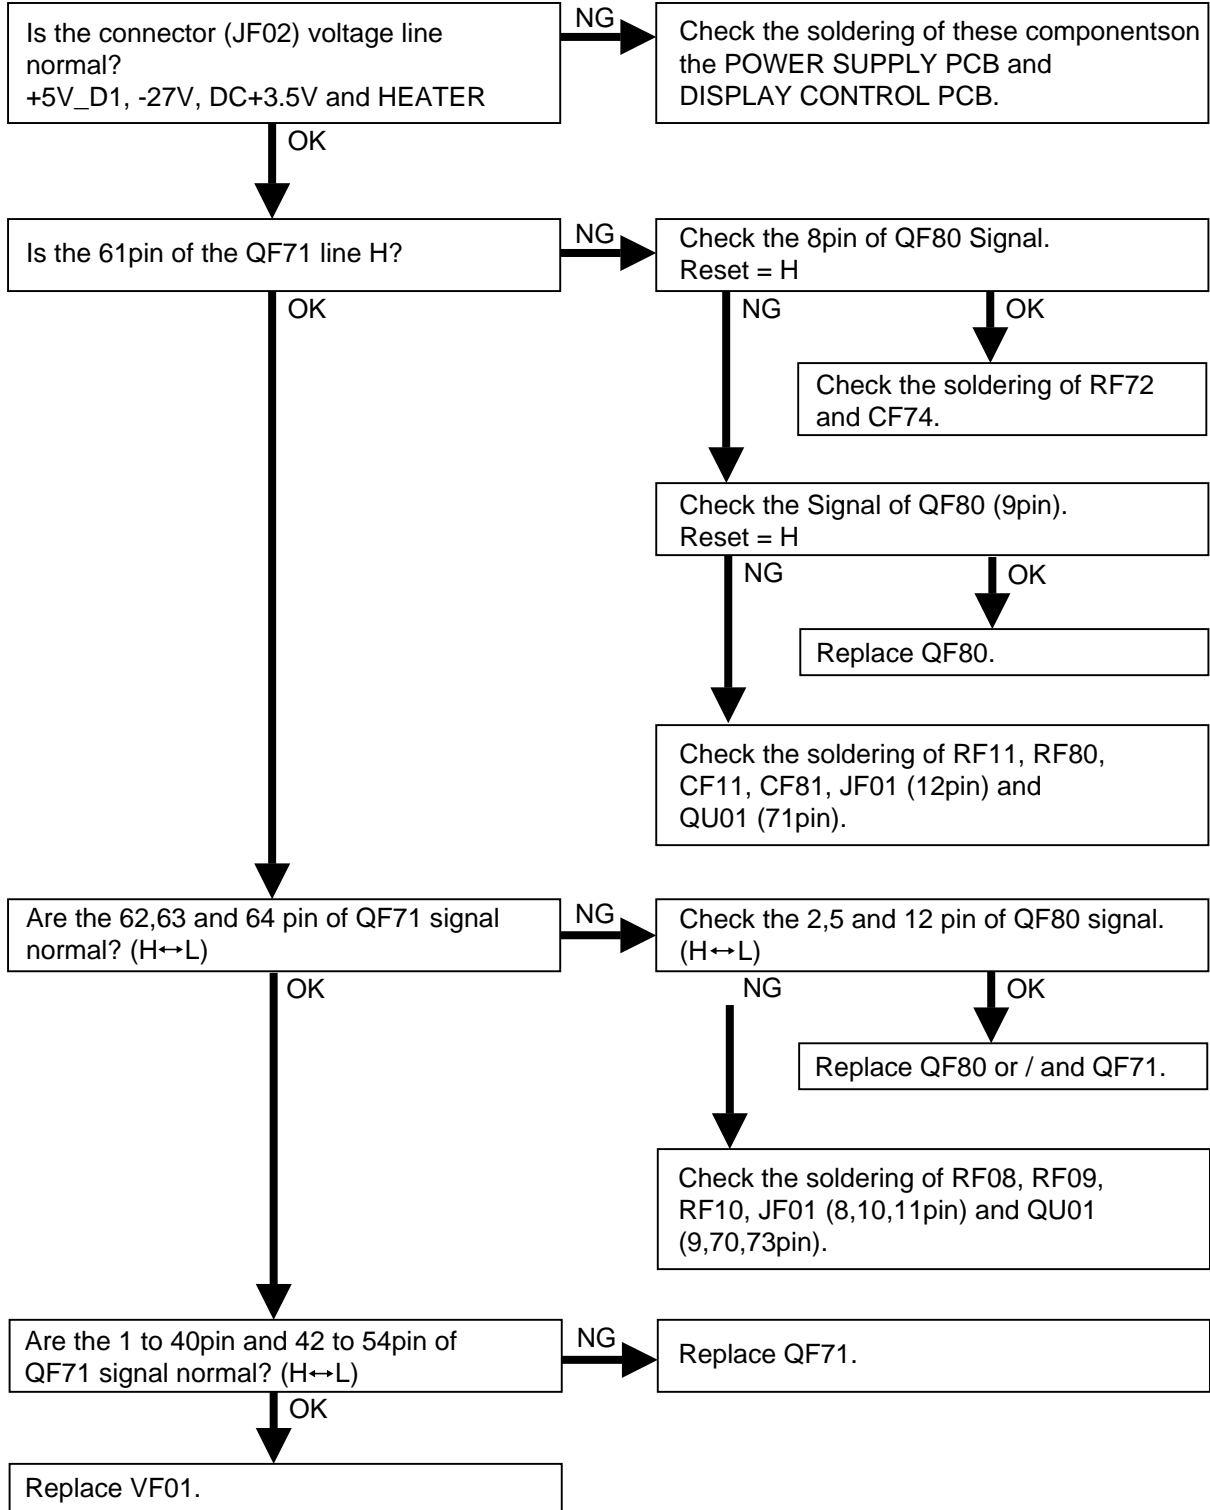 Is the connector (JF02) voltage line
normal?
+5V_D1, -27V, DC+3.5V and HEATER
NG
Check the soldering of these componentson
the POWER SUPPLY PCB and
DISPLAY CONTROL PCB.
OK
Is the 61pin of the QF71 line H?
NG
Check the 8pin of QF80 Signal.
Reset = H
OK
NG
OK
Check the soldering of RF72
and CF74.
Check the Signal of QF80 (9pin).
Reset = H
NG
OK
Replace QF80.
Check the soldering of RF11, RF80,
CF11, CF81, JF01 (12pin) and
QU01 (71pin).
Are the 62,63 and 64 pin of QF71 signal
normal? (H↔L)
NG
Check the 2,5 and 12 pin of QF80 signal.
(H↔L)
OK
NG
OK
Replace QF80 or / and QF71.
Check the soldering of RF08, RF09,
RF10, JF01 (8,10,11pin) and QU01
(9,70,73pin).
Are the 1 to 40pin and 42 to 54pin of
QF71 signal normal? (H↔L)
NG
Replace QF71.
OK
Replace VF01.